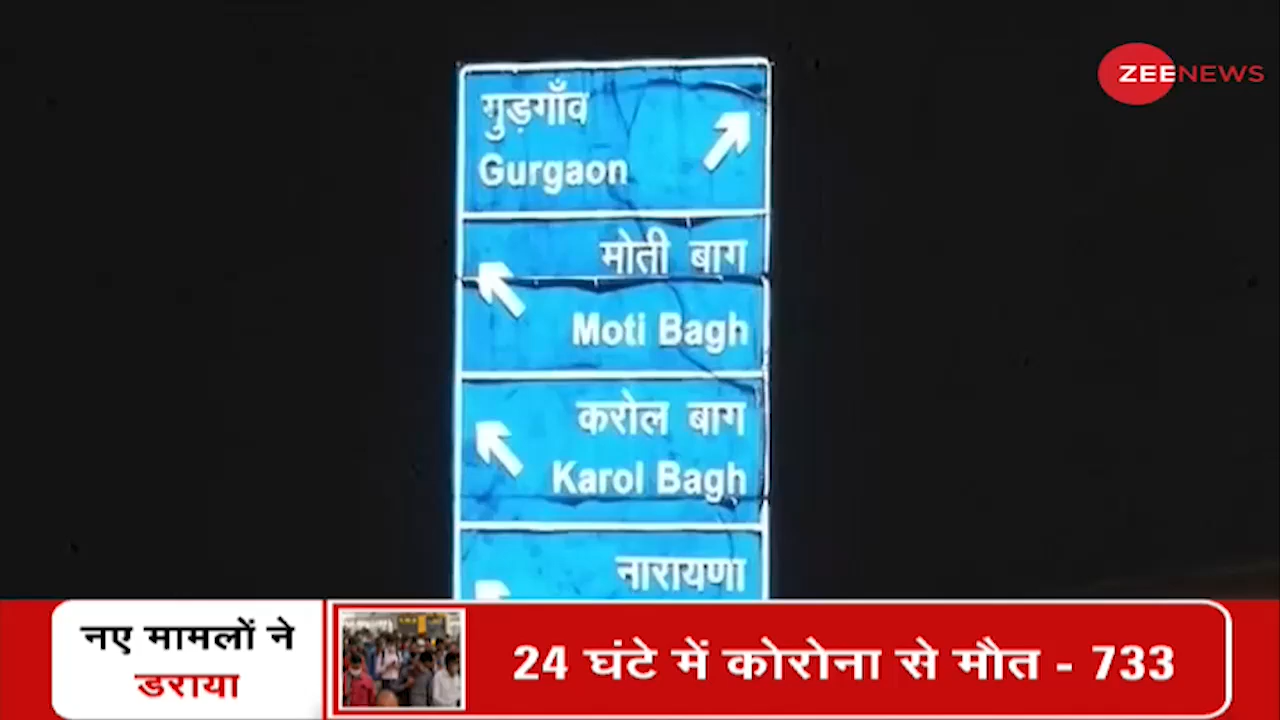 ZEENEWS
गुड़गाँव
Gurgaon
मोती बाग
Moti Bagh
करोल बाग
Karol Bagh
नारायणा
नए मामलों ने
डराया
24 घंटे में कोरोना से मौत - 733